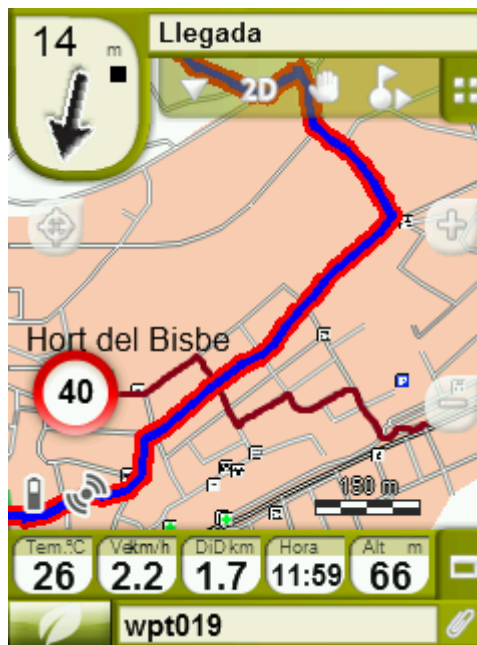 14 m
Llegada
2D
Hort del Bisbe
40
P
150 m
Tem.ºC
26
Vel km/h
2.2
DiD km
1.7
Hora
11:59
Alt m
66
wpt019